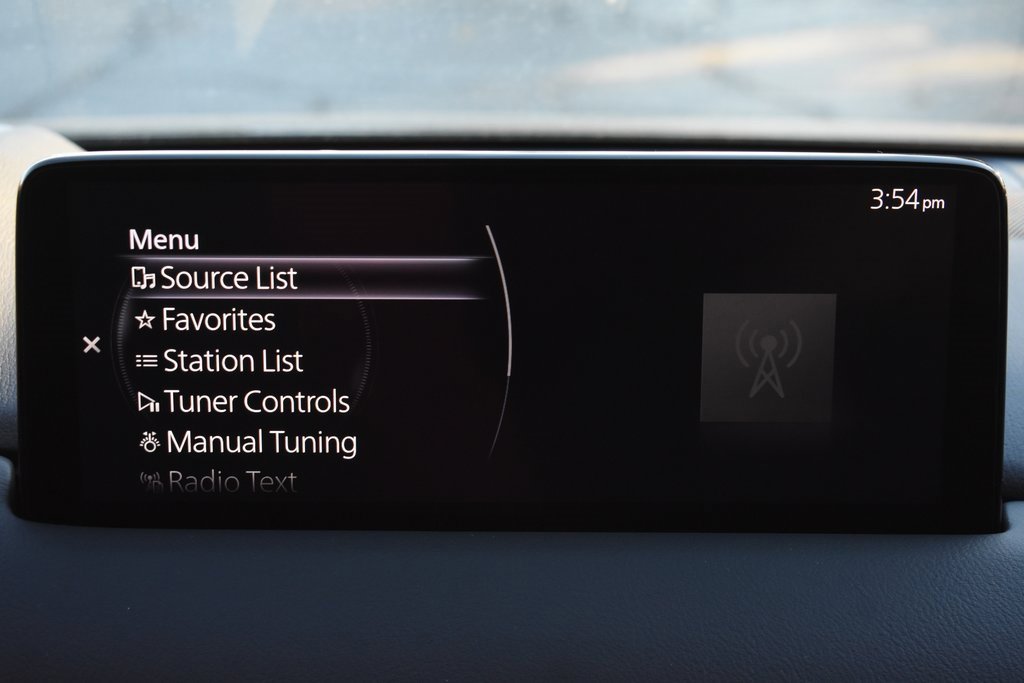 3:54pm
Menu
Source List
Favorites
Station List
Tuner Controls
Manual Tuning
Radio Text